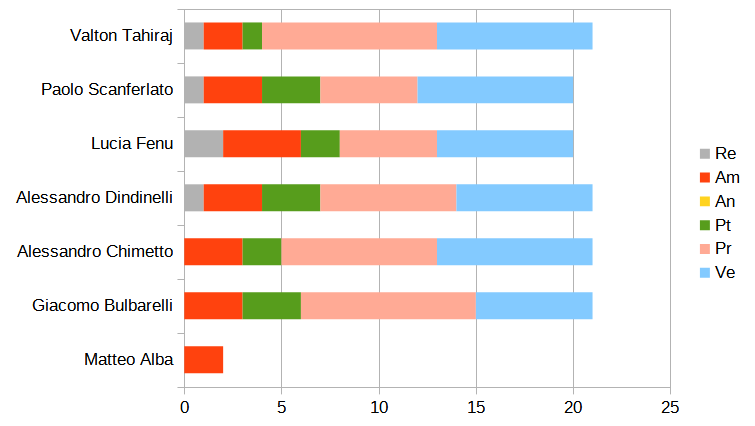 Valton Tahiraj
Paolo Scanferlato
Lucia Fenu
Alessandro Dindinelli
Alessandro Chimetto
Giacomo Bulbarelli
Matteo Alba
0 5 10 15 20 25
Re
Am
An
Pt
Pr
Ve